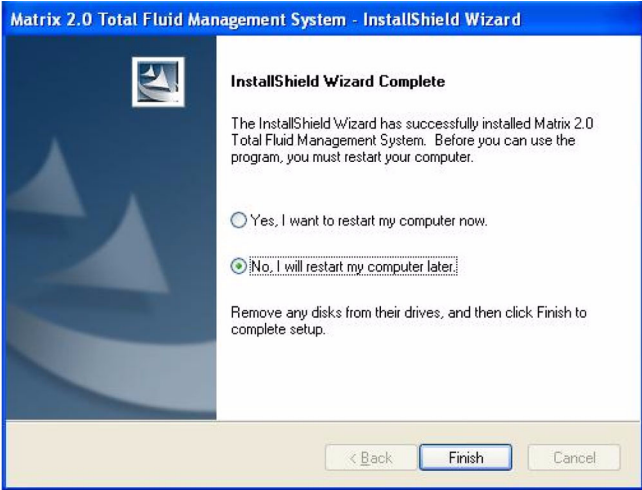 Matrix 2.0 Total Fluid Management System - InstallShield Wizard
InstallShield Wizard Complete
The InstallShield Wizard has successfully installed Matrix 2.0
Total Fluid Management System. Before you can use the
program, you must restart your computer.
Yes, I want to restart my computer now.
No, I will restart my computer later.
Remove any disks from their drives, and then click Finish to
complete setup.
< Back Finish Cancel